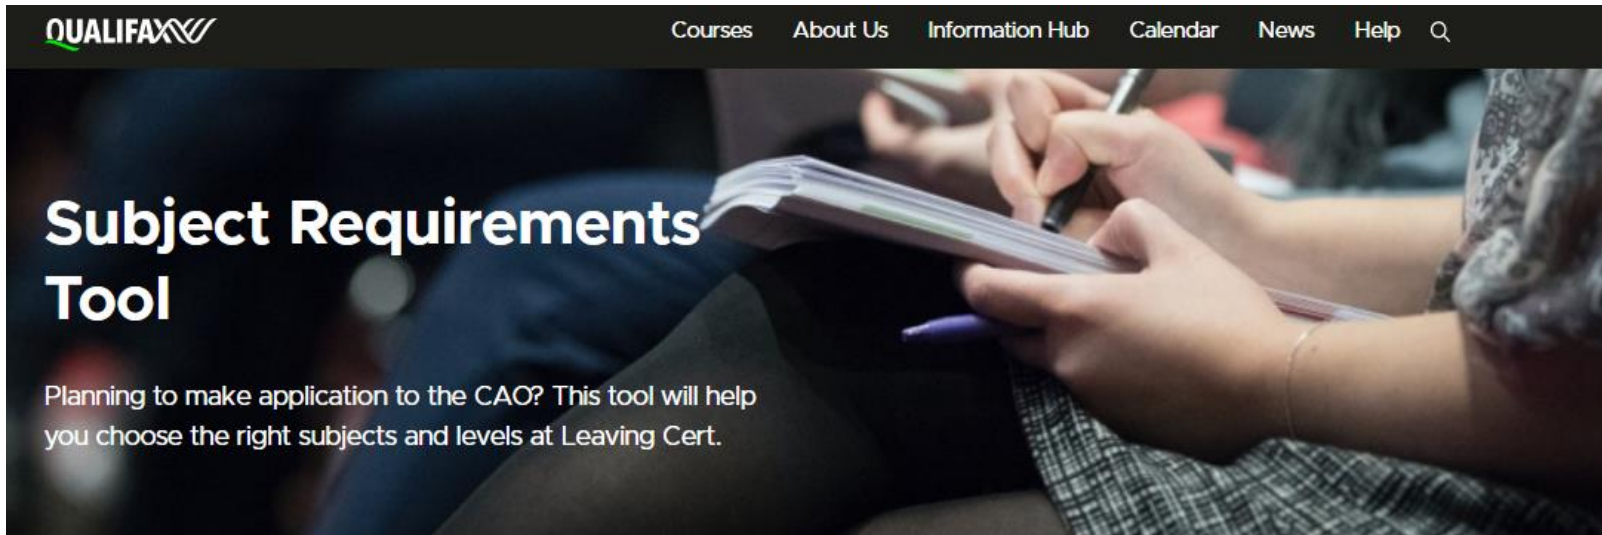 QUALIFAX
Courses About Us Information Hub Calendar News Help
Subject Requirements
Tool
Planning to make application to the CAO? This tool will help
you choose the right subjects and levels at Leaving Cert.